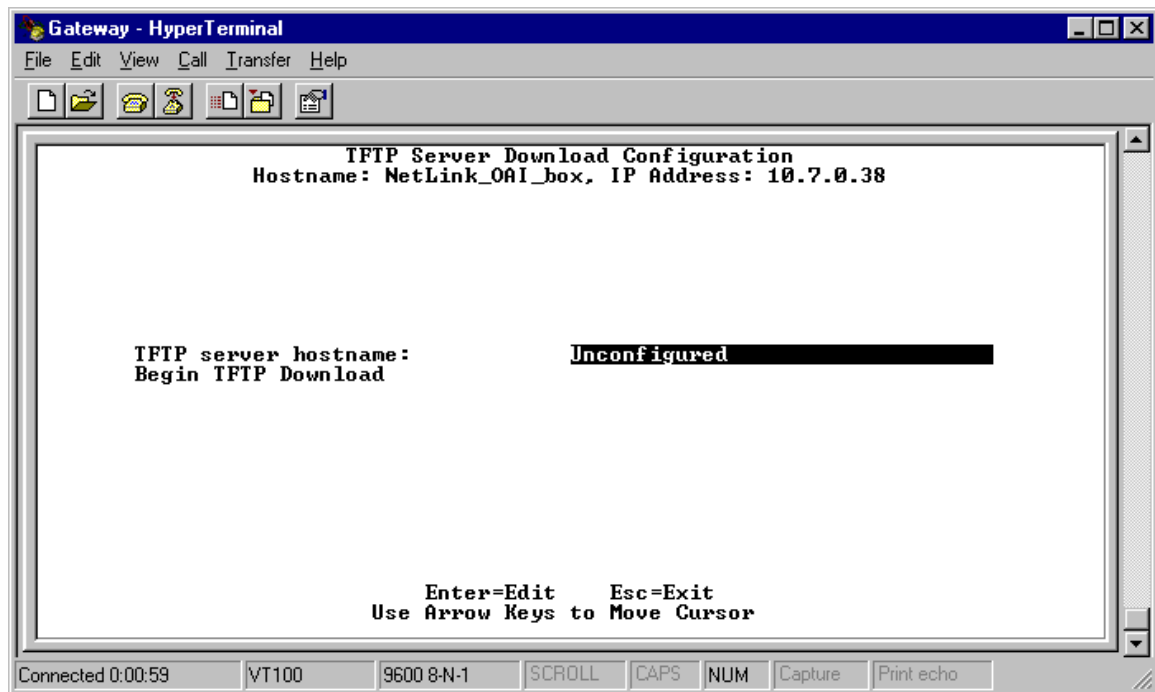 Gateway - HyperTerminal
File Edit View Call Transfer Help
TFTP Server Download Configuration
Hostname: NetLink_OAI_box, IP Address: 10.7.0.38
TFTP server hostname: Unconfigured
Begin TFTP Download
Enter=Edit Esc=Exit
Use Arrow Keys to Move Cursor
Connected 0:00:59 VT100 9600 8-N-1 SCROLL CAPS NUM Capture Print echo